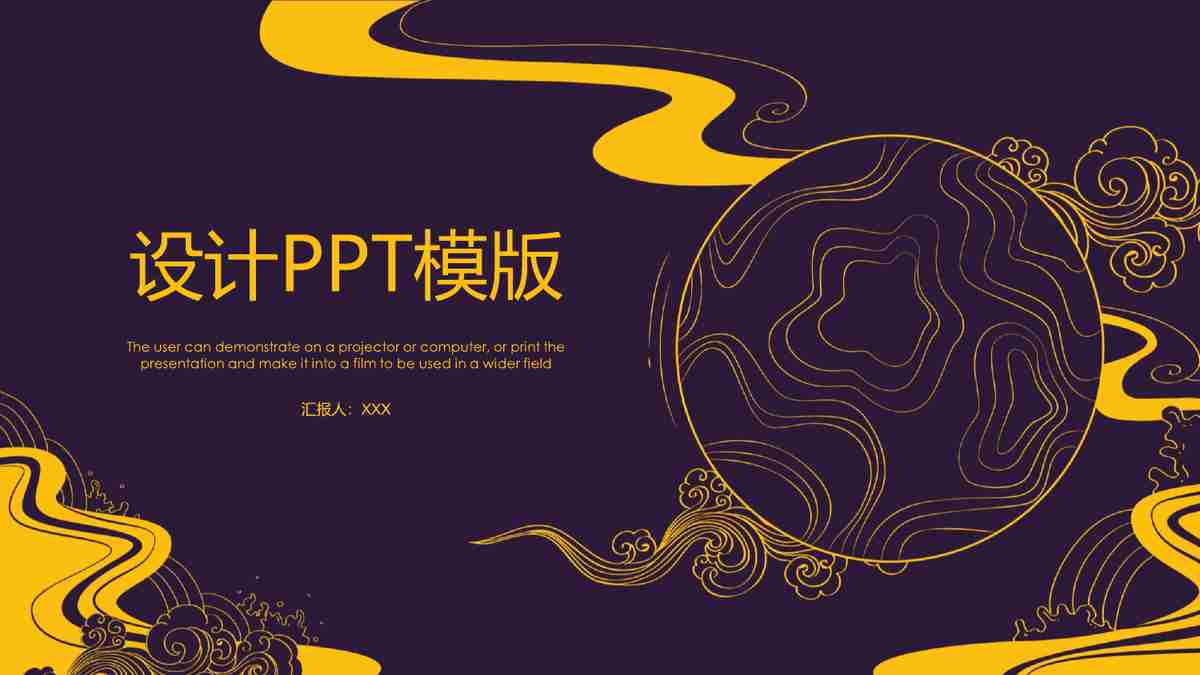 设计PPT模版
The user can demonstrate on a projector or computer, or print the
presentation and make it into a film to be used in a wider field
汇报人：XXX